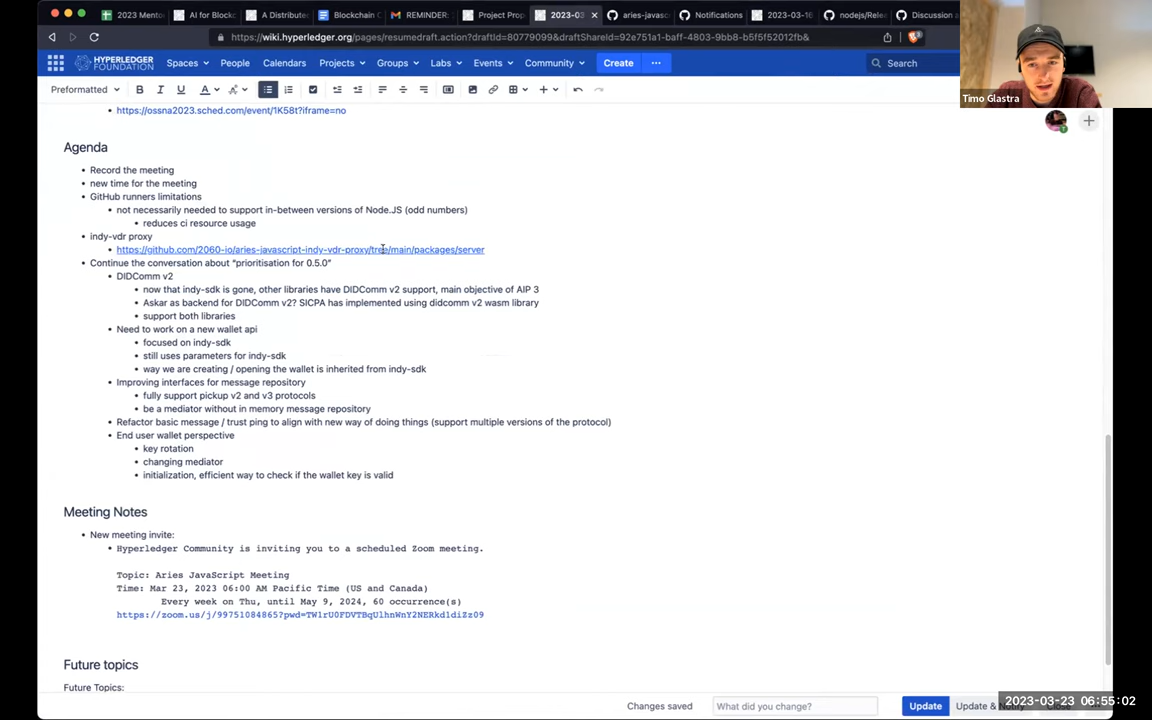 2023 Mento
AI for Block
A Distribute
Blockchain C
REMINDER:
Project Prop
2023-03
aries-javasc
Notifications
2023-03-16
nodejs/Rele
Discussion a
https://wiki.hyperledger.org/pages/resumedraft.action?draftId=80779099&draftShareId=92e751a1-baff-4803-9bb8-b5f5f52012fb&
HYPERLEDGER
FOUNDATION
Spaces People Calendars Projects Groups Labs Events Community Create Search
Preformatted B I U A
Timo Glastra
https://ossna2023.sched.com/event/1K58t?iframe=no
Agenda
Record the meeting
new time for the meeting
GitHub runners limitations
not necessarily needed to support in-between versions of Node.JS (odd numbers)
reduces ci resource usage
indy-vdr proxy
https://github.com/2060-io/aries-javascript-indy-vdr-proxy/tree/main/packages/server
Continue the conversation about “prioritisation for 0.5.0”
DIDComm v2
now that indy-sdk is gone, other libraries have DIDComm v2 support, main objective of AIP 3
Askar as backend for DIDComm v2? SICPA has implemented using didcomm v2 wasm library
support both libraries
Need to work on a new wallet api
focused on indy-sdk
still uses parameters for indy-sdk
way we are creating / opening the wallet is inherited from indy-sdk
Improving interfaces for message repository
fully support pickup v2 and v3 protocols
be a mediator without in memory message repository
Refactor basic message / trust ping to align with new way of doing things (support multiple versions of the protocol)
End user wallet perspective
key rotation
changing mediator
initialization, efficient way to check if the wallet key is valid
Meeting Notes
New meeting invite:
Hyperledger Community is inviting you to a scheduled Zoom meeting.
Topic: Aries JavaScript Meeting
Time: Mar 23, 2023 06:00 AM Pacific Time (US and Canada)
Every week on Thu, until May 9, 2024, 60 occurrence(s)
https://zoom.us/j/99751084865?pwd=TW1rU0FDVTBqUlhnWnY2NERkd1diZz09
Future topics
Future Topics:
Changes saved What did you change? Update Update &
2023-03-23 06:55:02